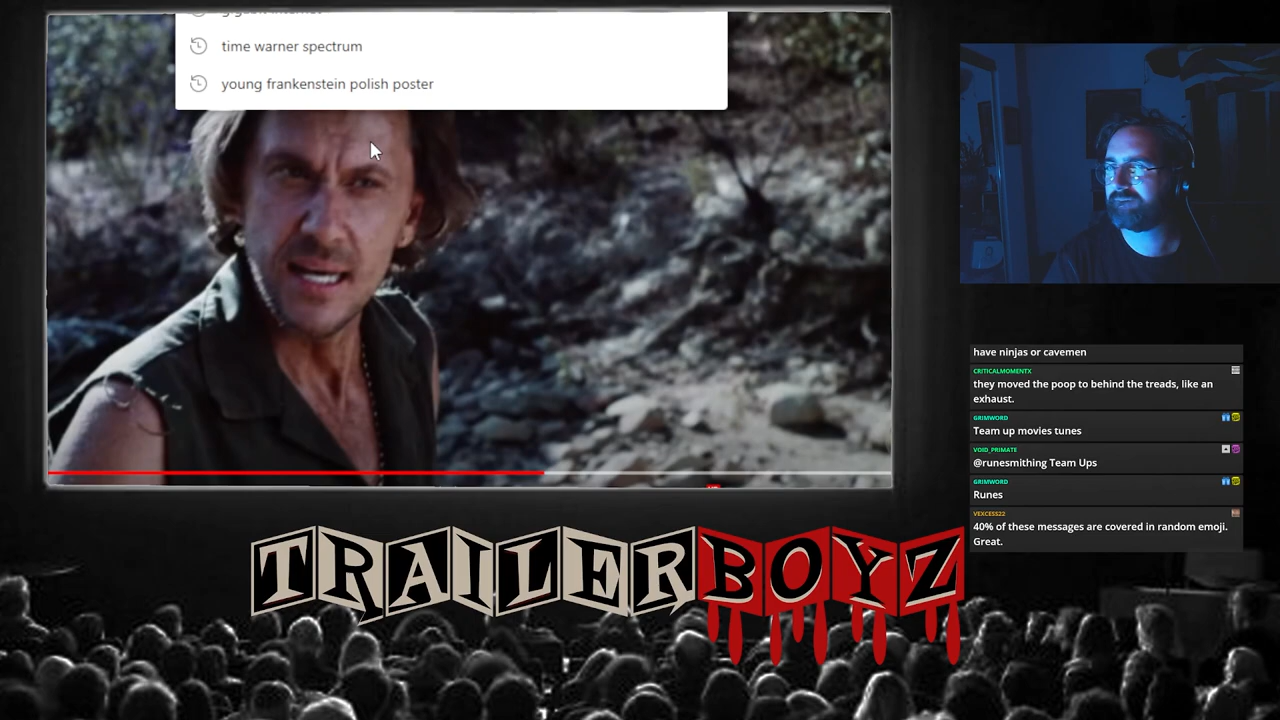 time warner spectrum
young frankenstein polish poster
have ninjas or cavemen
CRITICALMOMENTX
they moved the poop to behind the treads, like an
exhaust.
GRIMWORD
Team up movies tunes
VOID_PRIMATE
@runesmithing Team Ups
GRIMWORD
Runes
VEXCESS22
40% of these messages are covered in random emoji.
Great.
TRAILERBOYZ